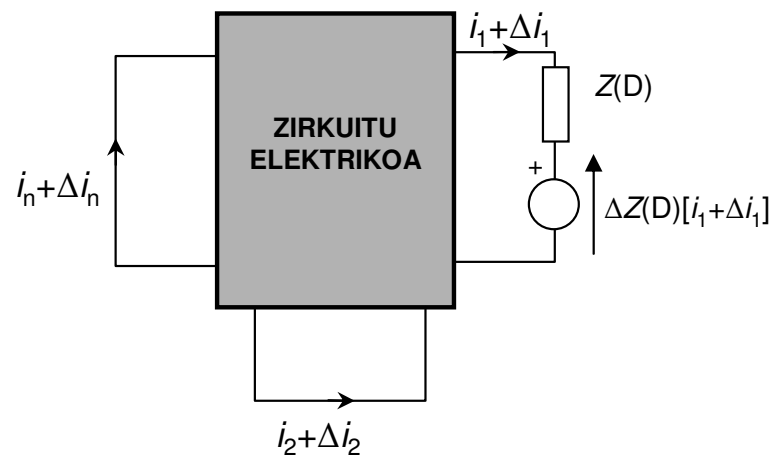 i₁+Δi₁
Z(D)
ZIRKUITU
ELEKTRIKOA
+
iₙ+Δiₙ
ΔZ(D)[i₁+Δi₁]
i₂+Δi₂